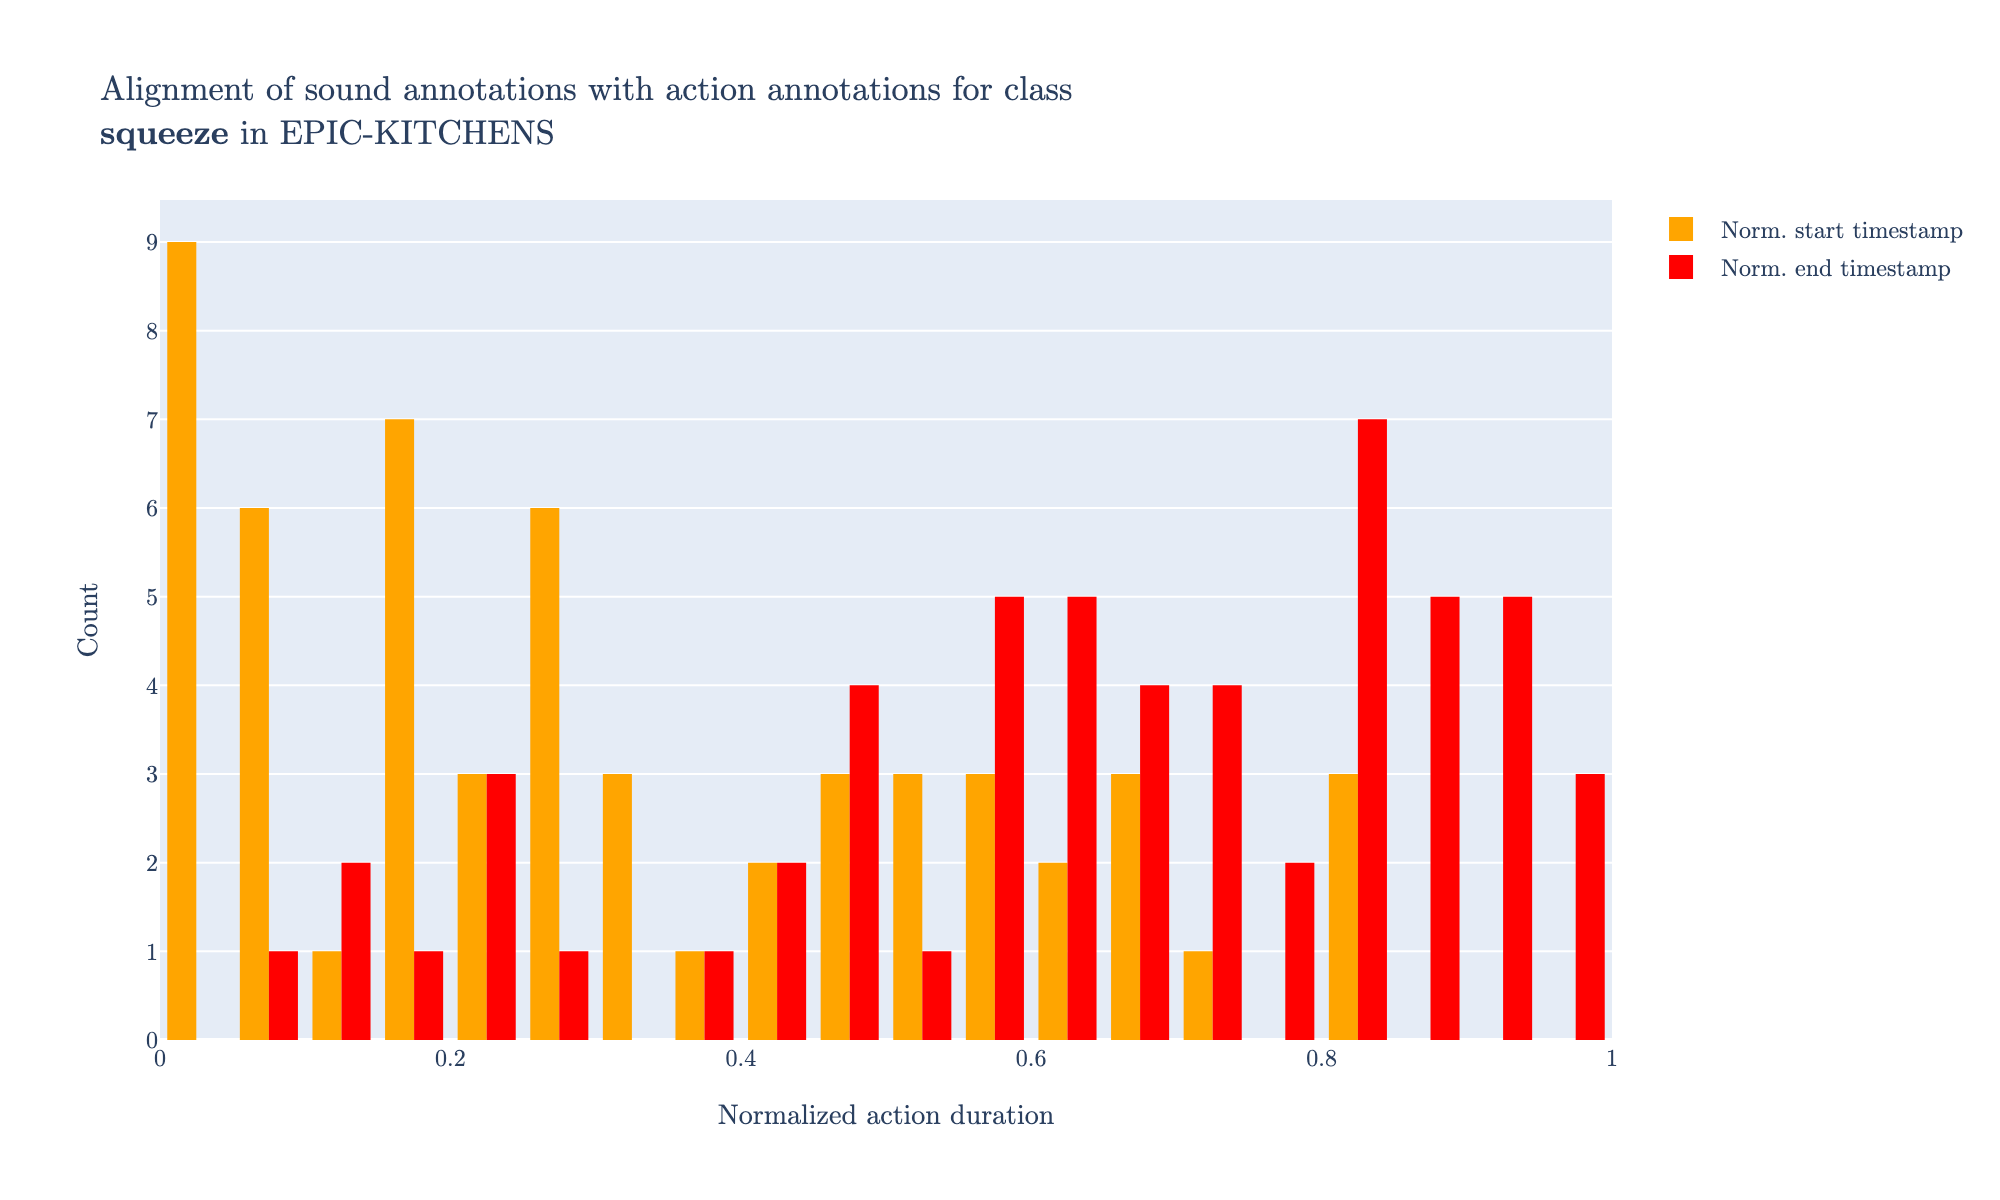 Alignment of sound annotations with action annotations for class
squeeze in EPIC-KITCHENS
Norm. start timestamp
Norm. end timestamp
9
8
7
6
5
4
3
2
1
0
Count
0 0.2 0.4 0.6 0.8 1
Normalized action duration